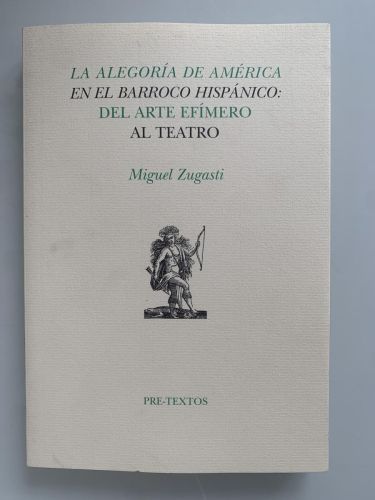 LA ALEGORÍA DE AMÉRICA
EN EL BARROCO HISPÁNICO:
DEL ARTE EFÍMERO
AL TEATRO
Miguel Zugasti
PRE-TEXTOS